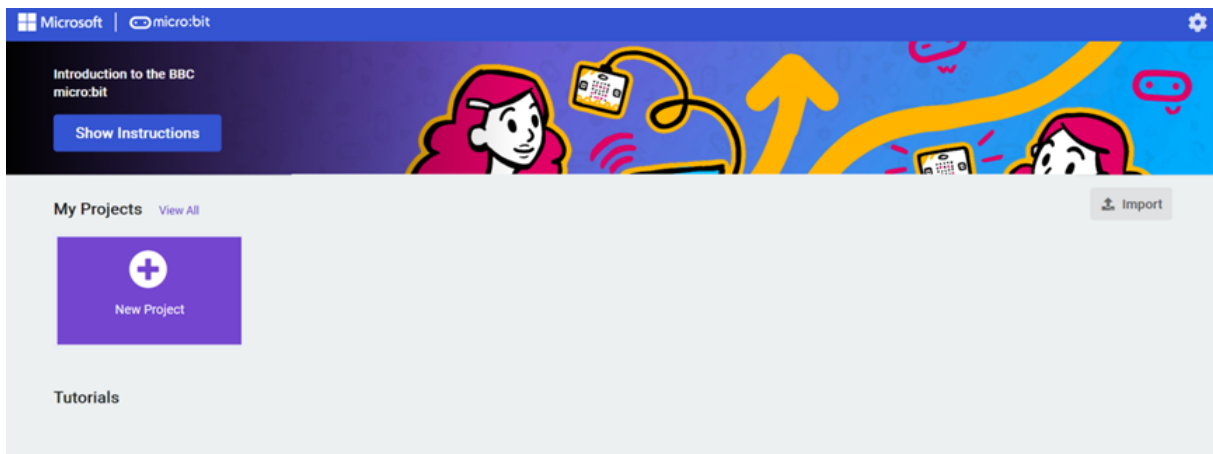 Microsoft micro:bit
Introduction to the BBC
micro:bit
Show Instructions
My Projects View All
Import
New Project
Tutorials